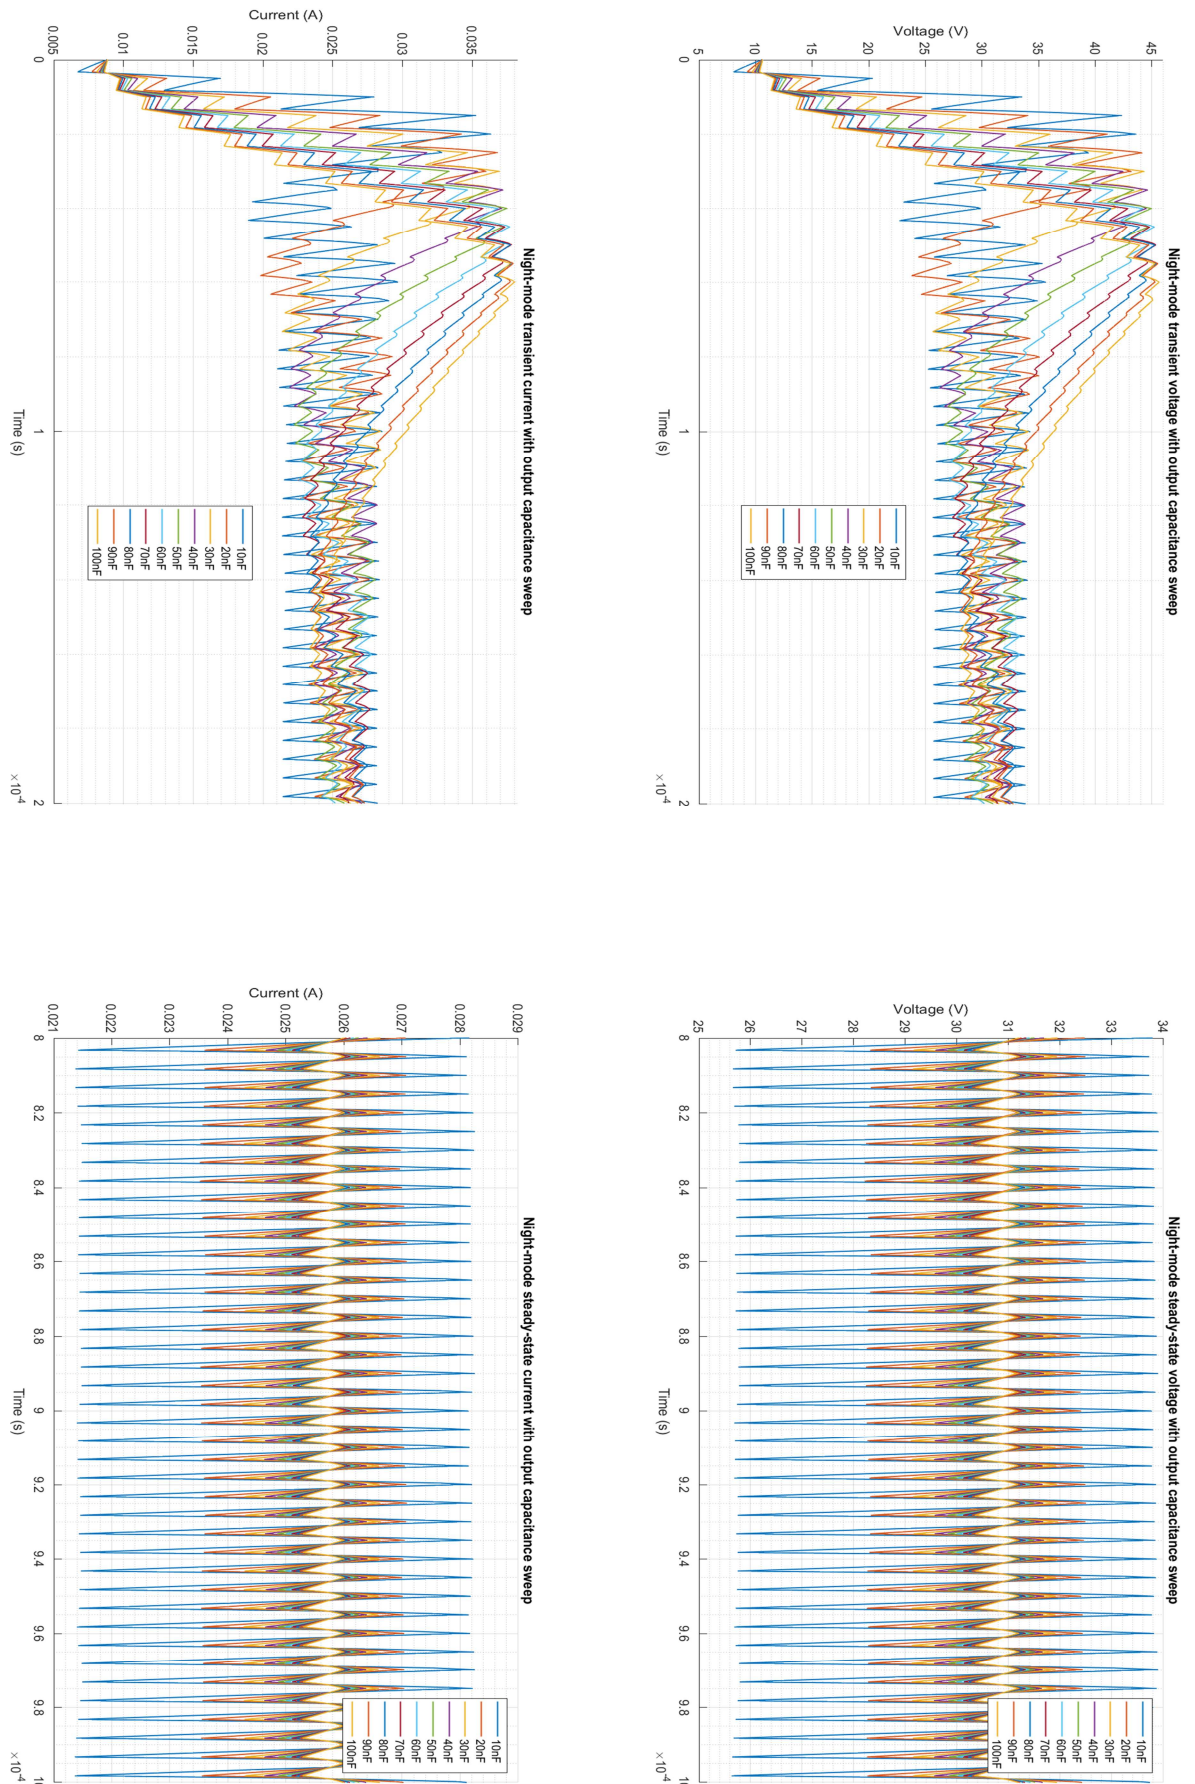 Night-mode transient voltage with output capacitance sweep
Voltage (V)
45
40
35
30
25
20
15
10
5
0
1
2
Time (s)
×10⁻⁴
10nF
20nF
30nF
40nF
50nF
60nF
70nF
80nF
90nF
100nF
Night-mode steady-state voltage with output capacitance sweep
Voltage (V)
34
33
32
31
30
29
28
27
26
25
8
8.2
8.4
8.6
8.8
9
9.2
9.4
9.6
9.8
Time (s)
×10⁻⁴
10nF
20nF
30nF
40nF
50nF
60nF
70nF
80nF
90nF
100nF
Night-mode transient current with output capacitance sweep
Current (A)
0.035
0.03
0.025
0.02
0.015
0.01
0.005
0
1
2
Time (s)
×10⁻⁴
10nF
20nF
30nF
40nF
50nF
60nF
70nF
80nF
90nF
100nF
Night-mode steady-state current with output capacitance sweep
Current (A)
0.029
0.028
0.027
0.026
0.025
0.024
0.023
0.022
0.021
8
8.2
8.4
8.6
8.8
9
9.2
9.4
9.6
9.8
Time (s)
×10⁻⁴
10nF
20nF
30nF
40nF
50nF
60nF
70nF
80nF
90nF
100nF